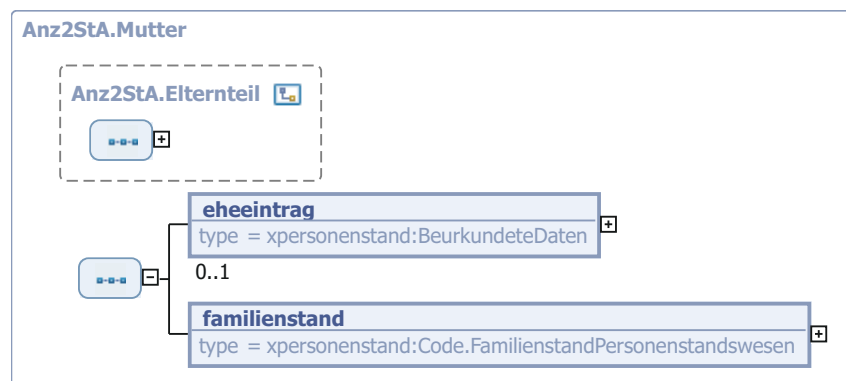 Anz2StA.Mutter
Anz2StA.Elternteil
eheeintrag
type = xpersonenstand:BeurkundeteDaten
0..1
familienstand
type = xpersonenstand:Code.FamilienstandPersonenstandswesen